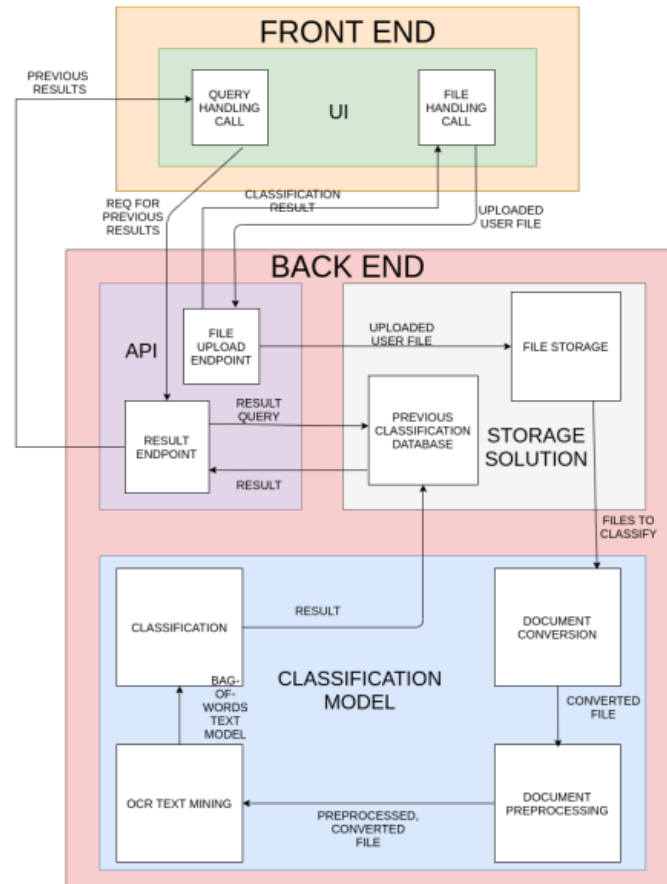 FRONT END
PREVIOUS
RESULTS
QUERY
HANDLING
CALL
UI
FILE
HANDLING
CALL
REQ FOR
PREVIOUS
RESULTS
CLASSIFICATION
RESULT
UPLOADED
USER FILE
BACK END
API
FILE
UPLOAD
ENDPOINT
UPLOADED
USER FILE
FILE STORAGE
RESULT
ENDPOINT
RESULT
QUERY
RESULT
PREVIOUS
CLASSIFICATION
DATABASE
STORAGE
SOLUTION
FILES TO
CLASSIFY
CLASSIFICATION
RESULT
DOCUMENT
CONVERSION
CLASSIFICATION
MODEL
BAG-
OF-
WORDS
TEXT
MODEL
CONVERTED
FILE
OCR TEXT MINING
PREPROCESSED,
CONVERTED
FILE
DOCUMENT
PREPROCESSING